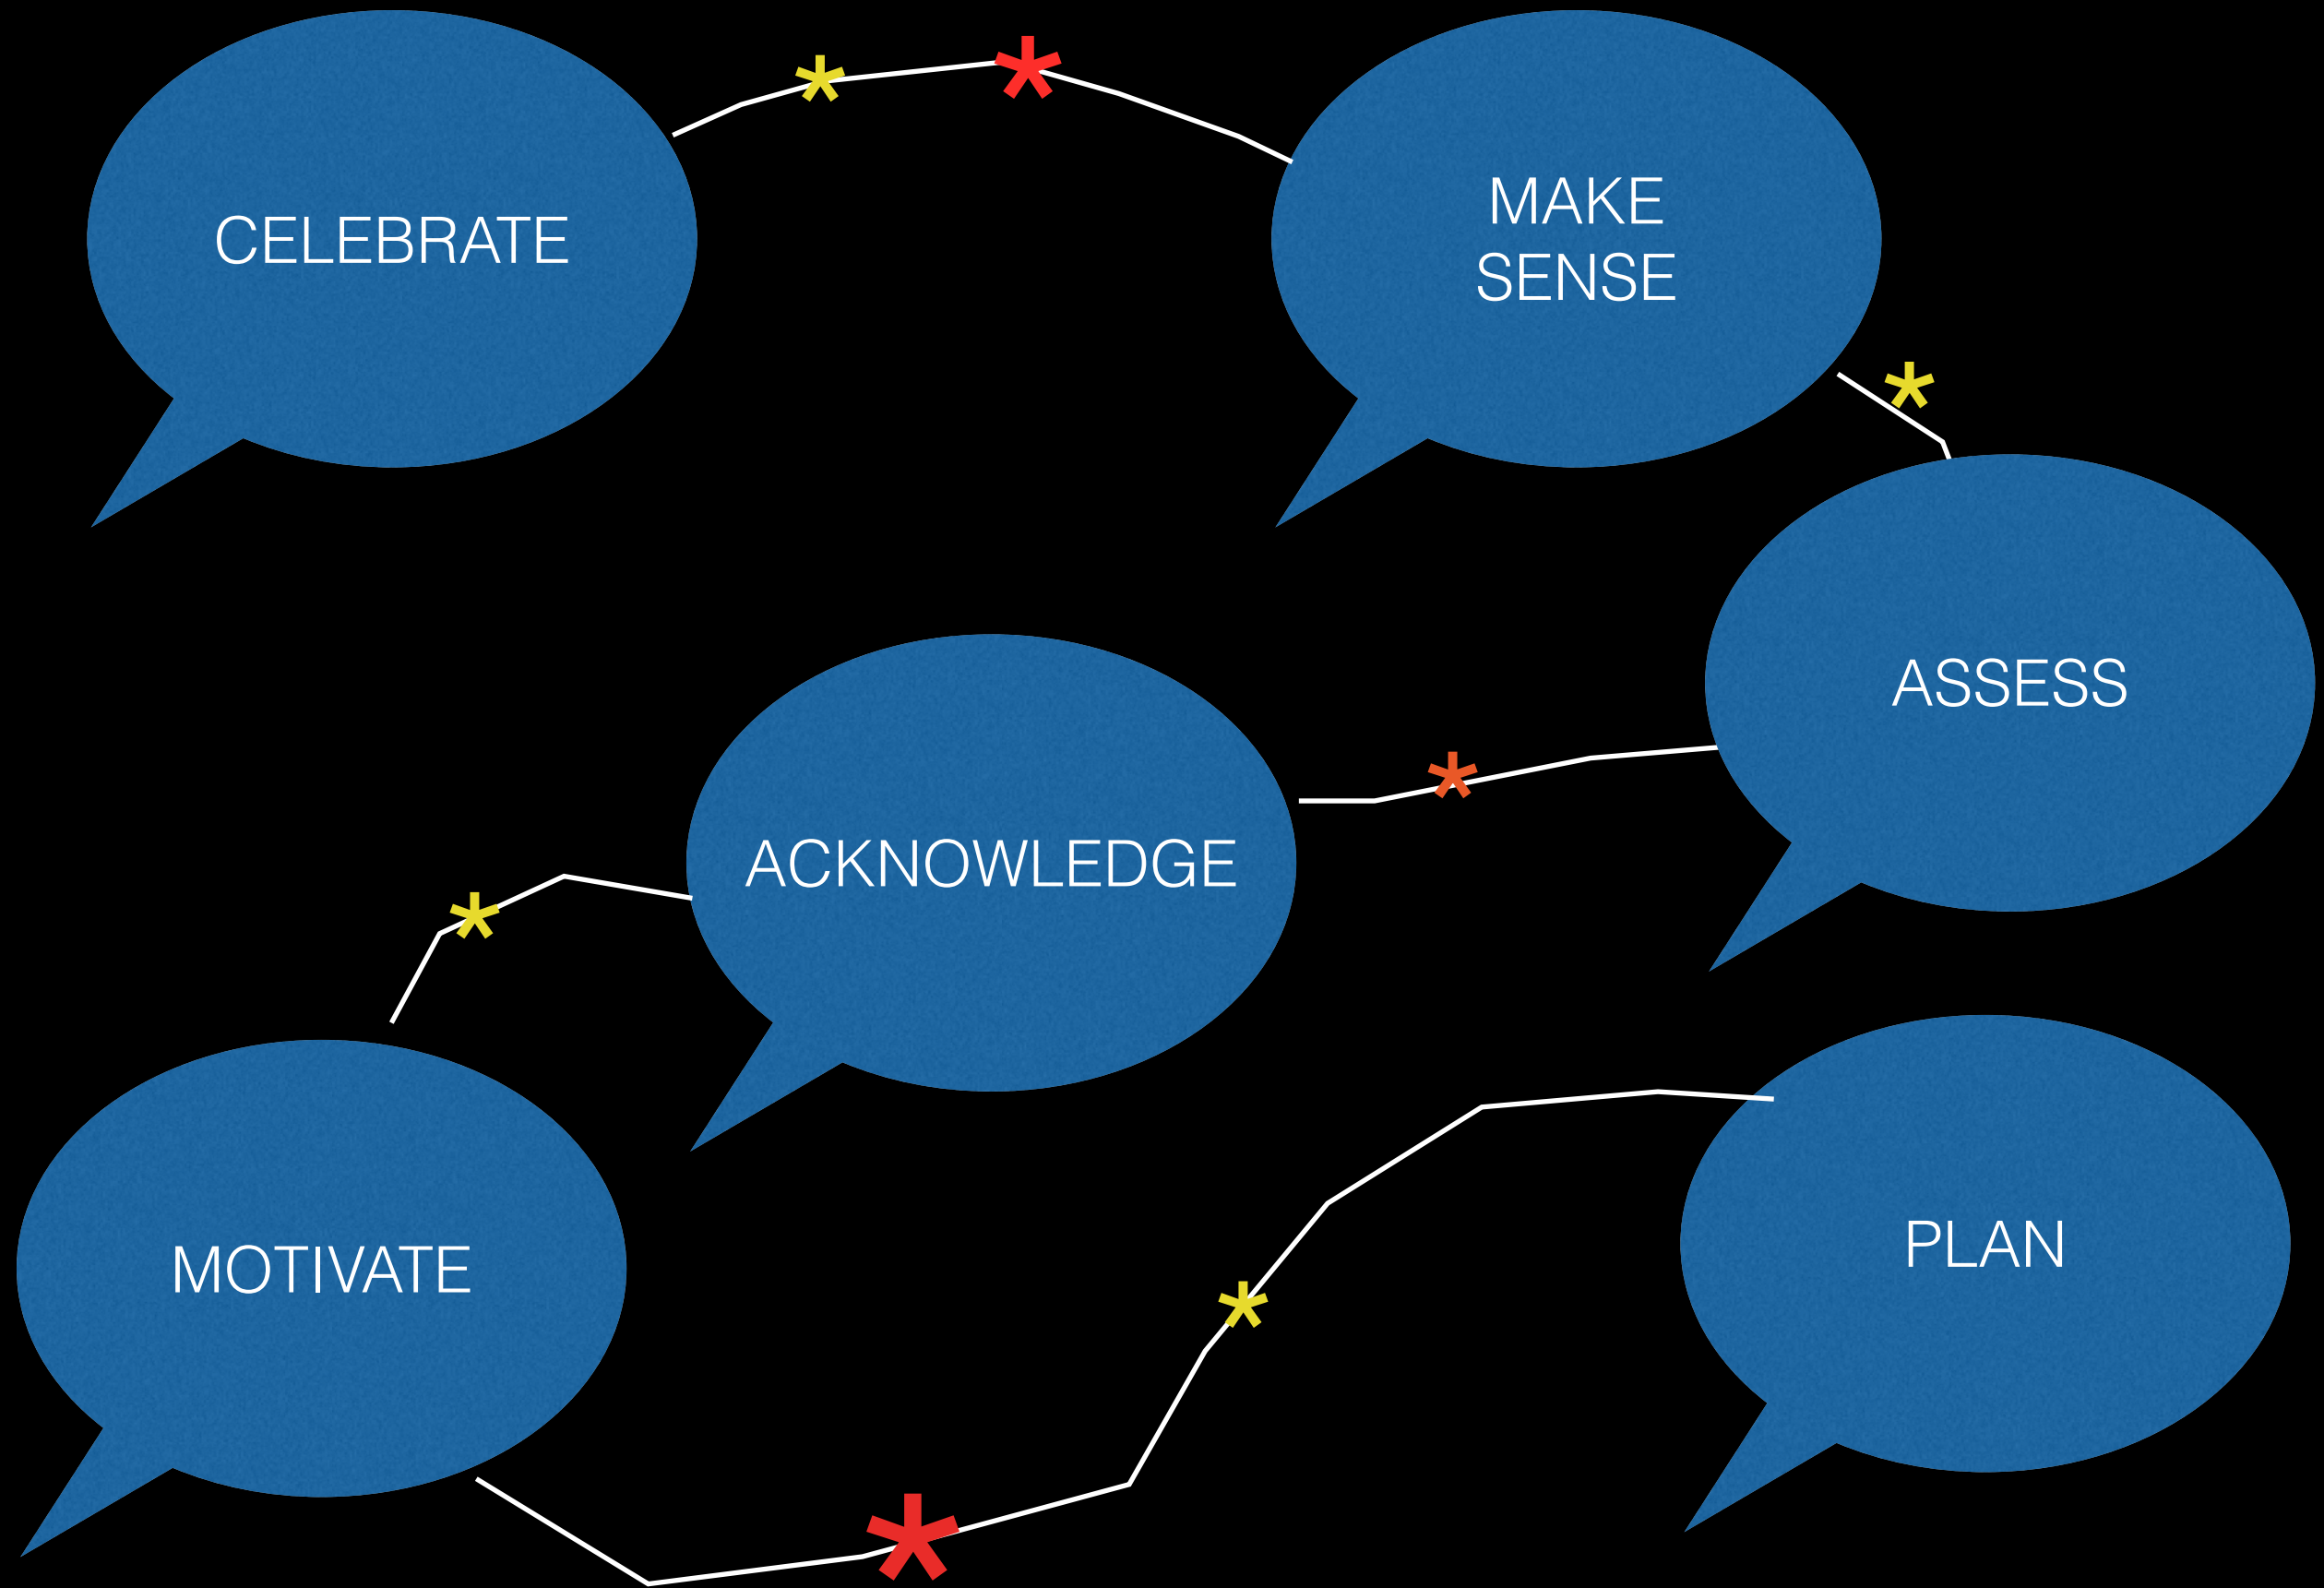 CELEBRATE
MAKE
SENSE
ASSESS
ACKNOWLEDGE
MOTIVATE
PLAN